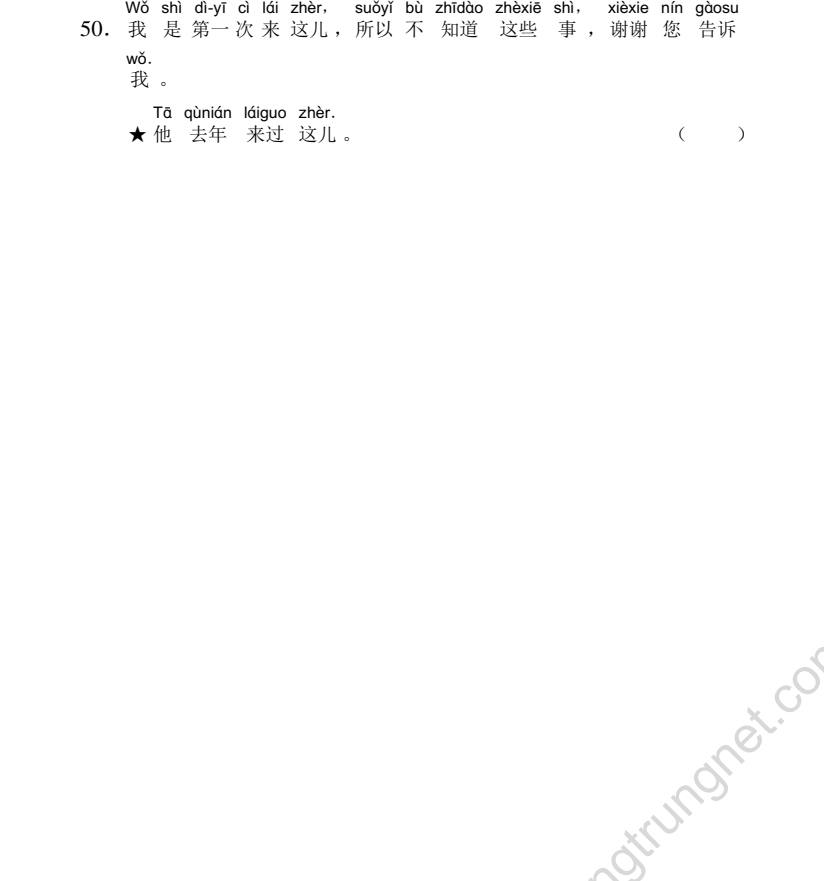 Wǒ shì dì-yī cì lái zhèr, suǒyǐ bù zhīdào zhèxiē shì, xièxie nín gàosu
50. 我 是 第一 次 来 这儿 ，所以 不 知道 这些 事 ，谢谢 您 告诉
wǒ.
我 。
Tā qùnián láiguo zhèr.
★ 他 去年 来过 这儿 。 （ ）
ngtrungnet.com